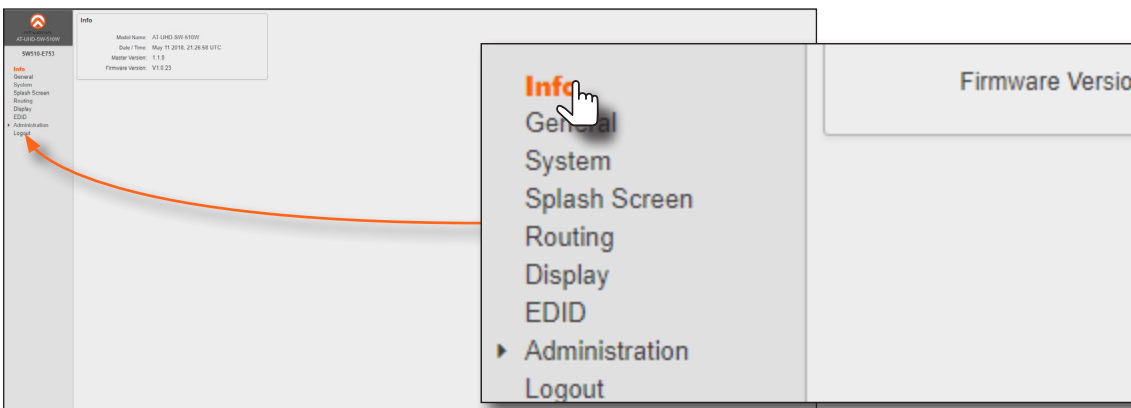 Info
AT-UHD-SW-510W
SW510-E753
Model Name: AT-UHD-SW-510W
Date / Time: May 11 2018, 21:26:58 UTC
Master Version: 1.1.8
Firmware Version: V1.0.23
Info
General
System
Splash Screen
Routing
Display
EDID
Administration
Logout
Info
General
System
Splash Screen
Routing
Display
EDID
Administration
Logout
Firmware Versio